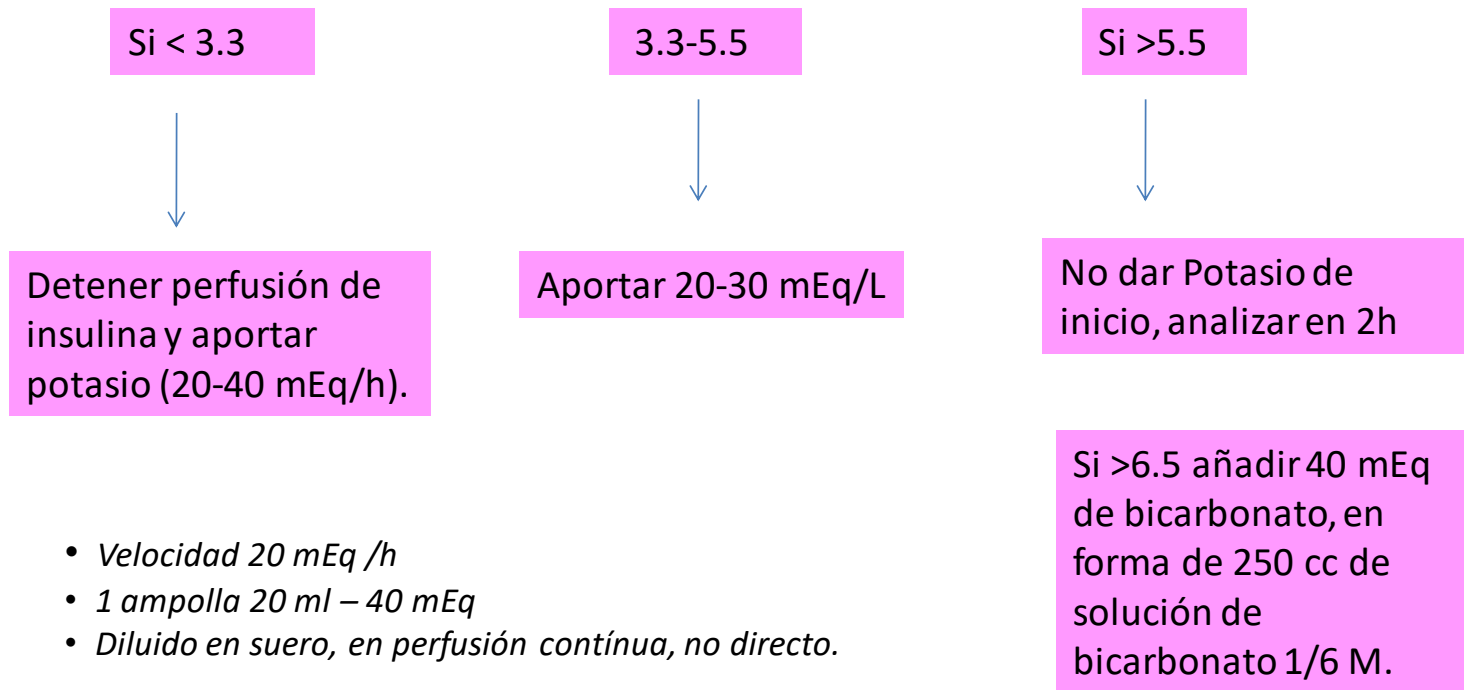 Si < 3.3
3.3-5.5
Si >5.5
Detener perfusión de
insulina y aportar
potasio (20-40 mEq/h).
Aportar 20-30 mEq/L
No dar Potasio de
inicio, analizar en 2h
Si >6.5 añadir 40 mEq
de bicarbonato, en
forma de 250 cc de
solución de
bicarbonato 1/6 M.
• Velocidad 20 mEq /h
• 1 ampolla 20 ml – 40 mEq
• Diluido en suero, en perfusión contínua, no directo.